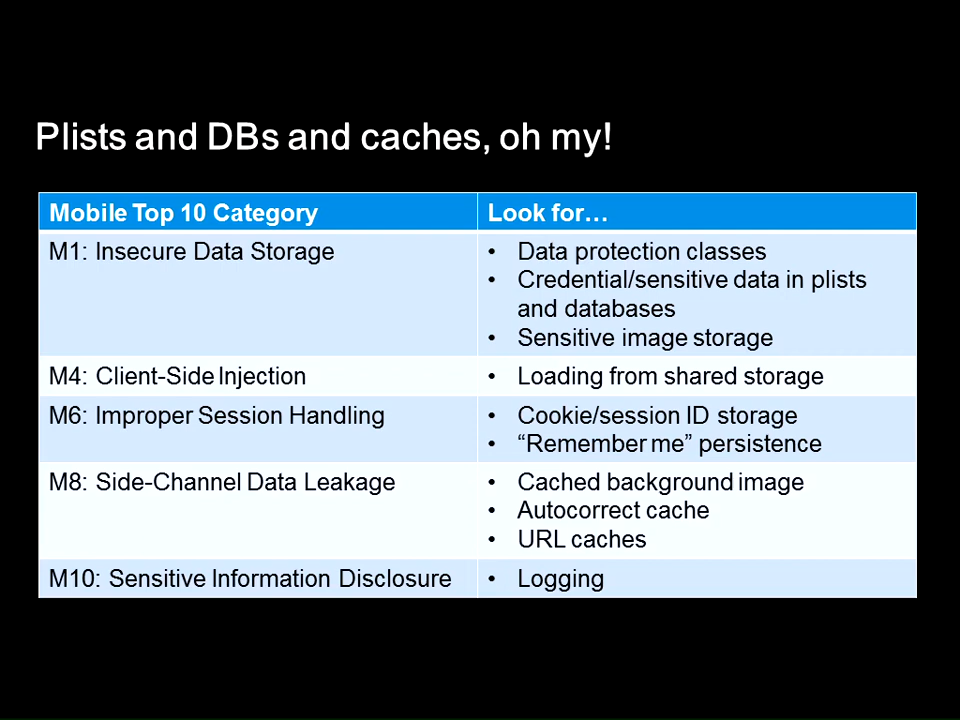 Plists and DBs and caches, oh my!
Mobile Top 10 Category
Look for…
M1: Insecure Data Storage
• Data protection classes
• Credential/sensitive data in plists
and databases
• Sensitive image storage
M4: Client-Side Injection
• Loading from shared storage
M6: Improper Session Handling
• Cookie/session ID storage
• “Remember me” persistence
M8: Side-Channel Data Leakage
• Cached background image
• Autocorrect cache
• URL caches
M10: Sensitive Information Disclosure
• Logging